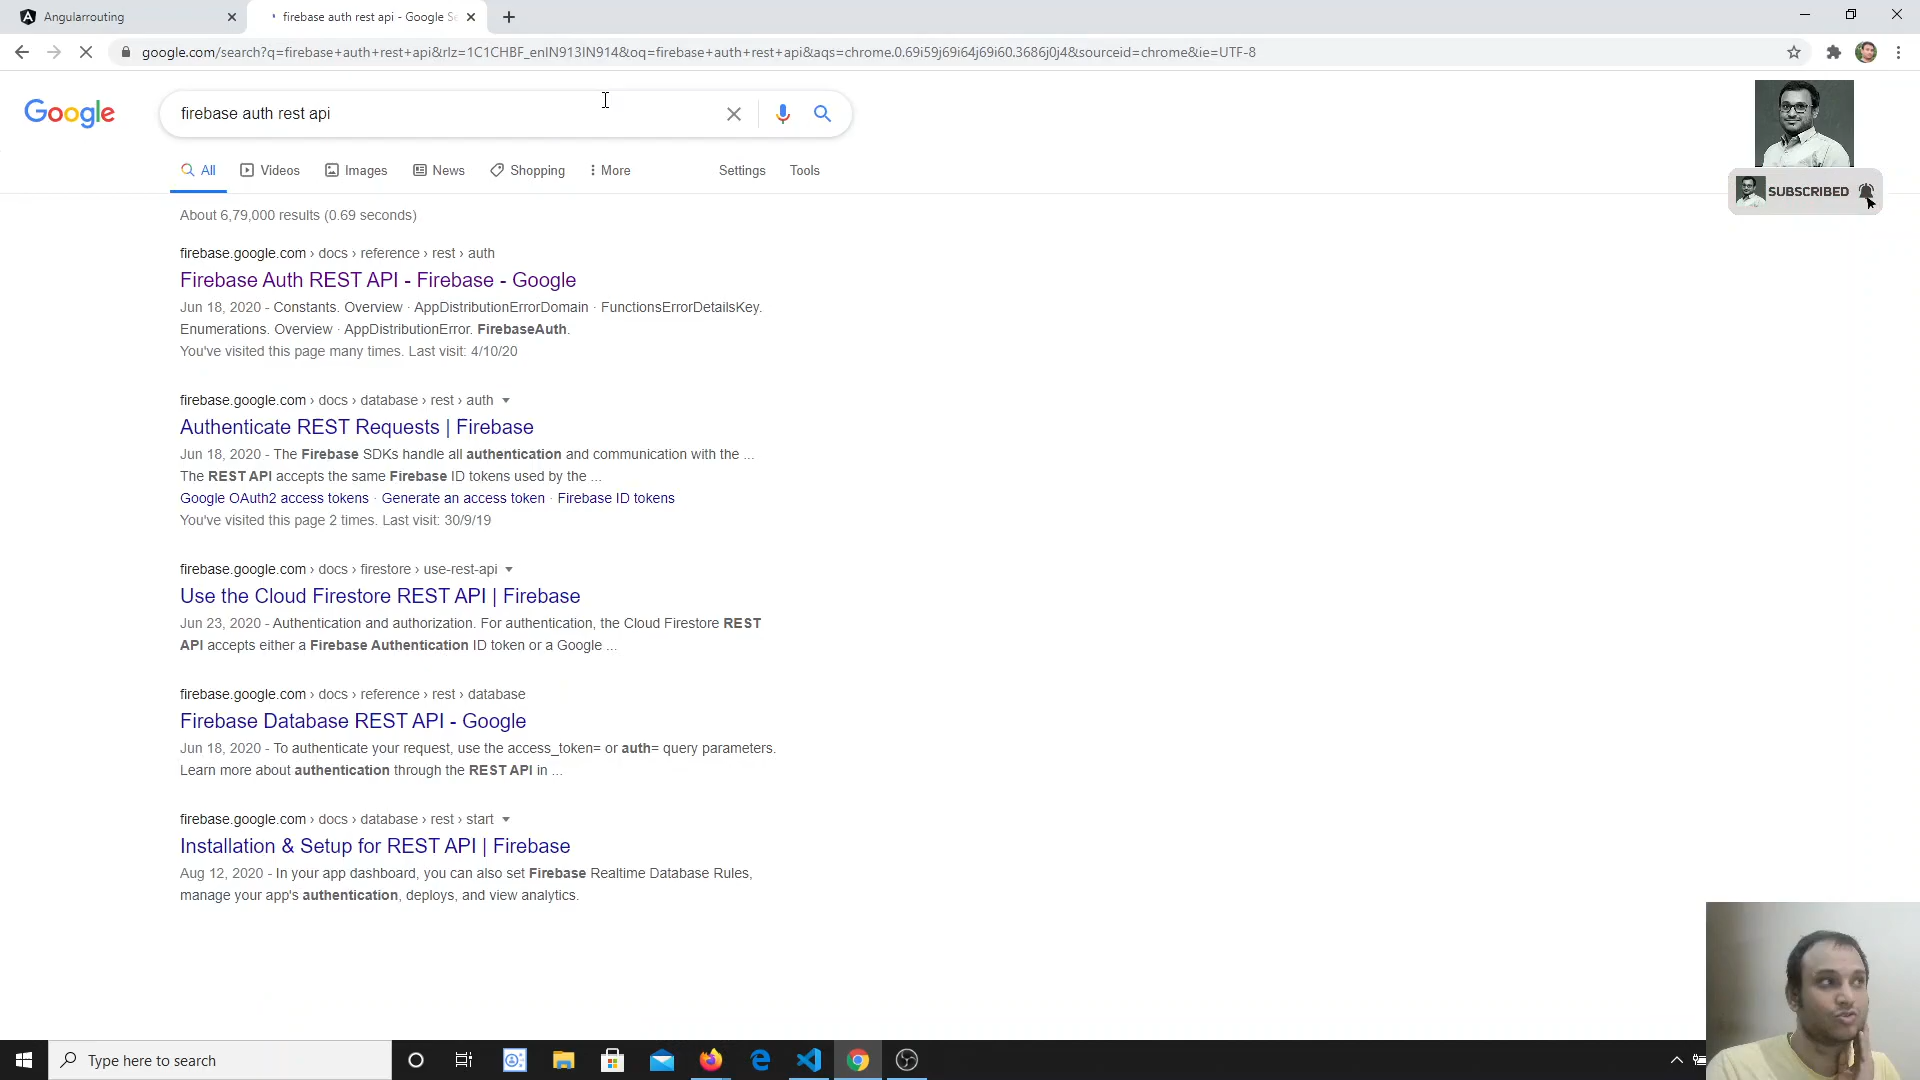 Angularrouting
firebase auth rest api - Google Se
google.com/search?q=firebase+auth+rest+api&rlz=1C1CHBF_enIN913IN914&oq=firebase+auth+rest+api&aqs=chrome.0.69i59j69i64j69i60.3686j0j4&sourceid=chrome&ie=UTF-8
Google
firebase auth rest api
All
Videos
Images
News
Shopping
More
Settings
Tools
SUBSCRIBED
About 6,79,000 results (0.69 seconds)
firebase.google.com › docs › reference › rest › auth
Firebase Auth REST API - Firebase - Google
Jun 18, 2020 - Constants. Overview · AppDistributionErrorDomain · FunctionsErrorDetailsKey.
Enumerations. Overview · AppDistributionError. FirebaseAuth.
You've visited this page many times. Last visit: 4/10/20
firebase.google.com › docs › database › rest › auth
Authenticate REST Requests | Firebase
Jun 18, 2020 - The Firebase SDKs handle all authentication and communication with the ...
The REST API accepts the same Firebase ID tokens used by the ...
Google OAuth2 access tokens · Generate an access token · Firebase ID tokens
You've visited this page 2 times. Last visit: 30/9/19
firebase.google.com › docs › firestore › use-rest-api
Use the Cloud Firestore REST API | Firebase
Jun 23, 2020 - Authentication and authorization. For authentication, the Cloud Firestore REST
API accepts either a Firebase Authentication ID token or a Google ...
firebase.google.com › docs › reference › rest › database
Firebase Database REST API - Google
Jun 18, 2020 - To authenticate your request, use the access_token= or auth= query parameters.
Learn more about authentication through the REST API in ...
firebase.google.com › docs › database › rest › start
Installation & Setup for REST API | Firebase
Aug 12, 2020 - In your app dashboard, you can also set Firebase Realtime Database Rules,
manage your app's authentication, deploys, and view analytics.
Type here to search